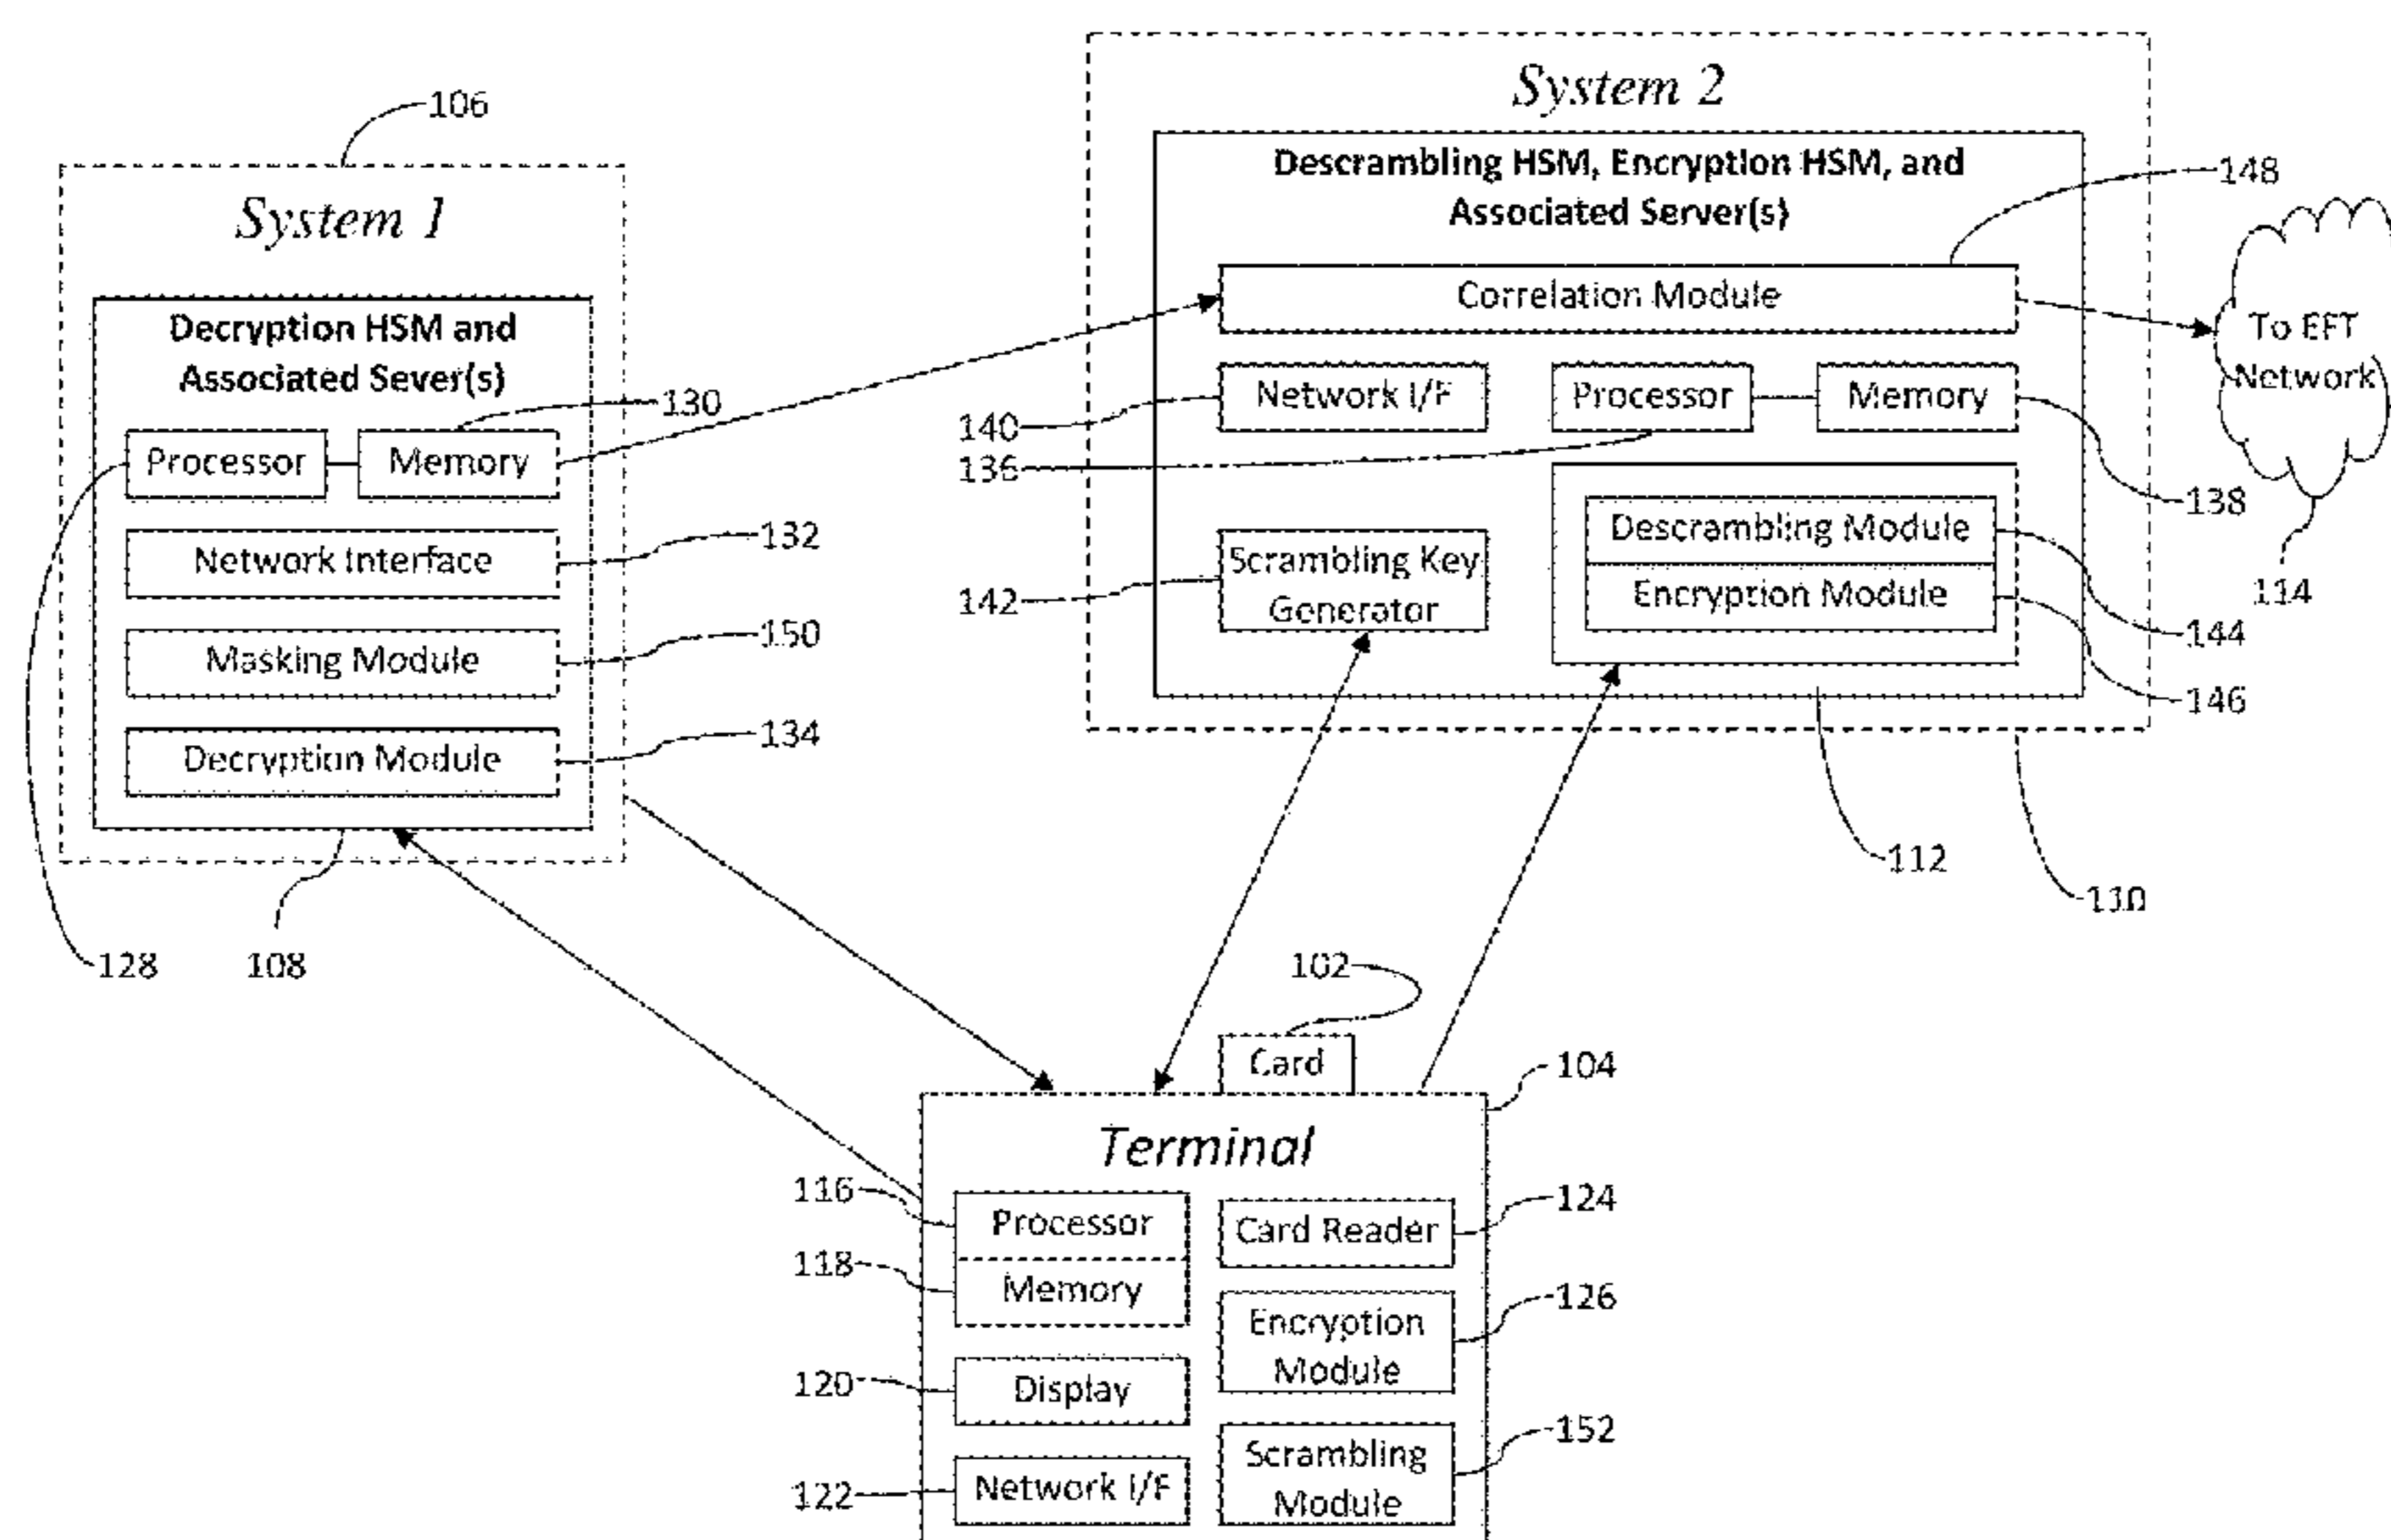 106
System 1
Decryption HSM and
Associated Sever(s)
130
Processor
Memory
Network Interface
132
Masking Module
150
Decryption Module
134
128
108
System 2
Descrambling HSM, Encryption HSM, and
Associated Server(s)
148
Correlation Module
To EFT
Network
Network I/F
Processor
Memory
140
136
138
Descrambling Module
Scrambling Key
Generator
142
Encryption Module
114
144
146
112
110
102
Card
104
Terminal
116
Processor
Card Reader
124
118
Memory
Encryption
Module
126
120
Display
Scrambling
Module
152
122
Network I/F